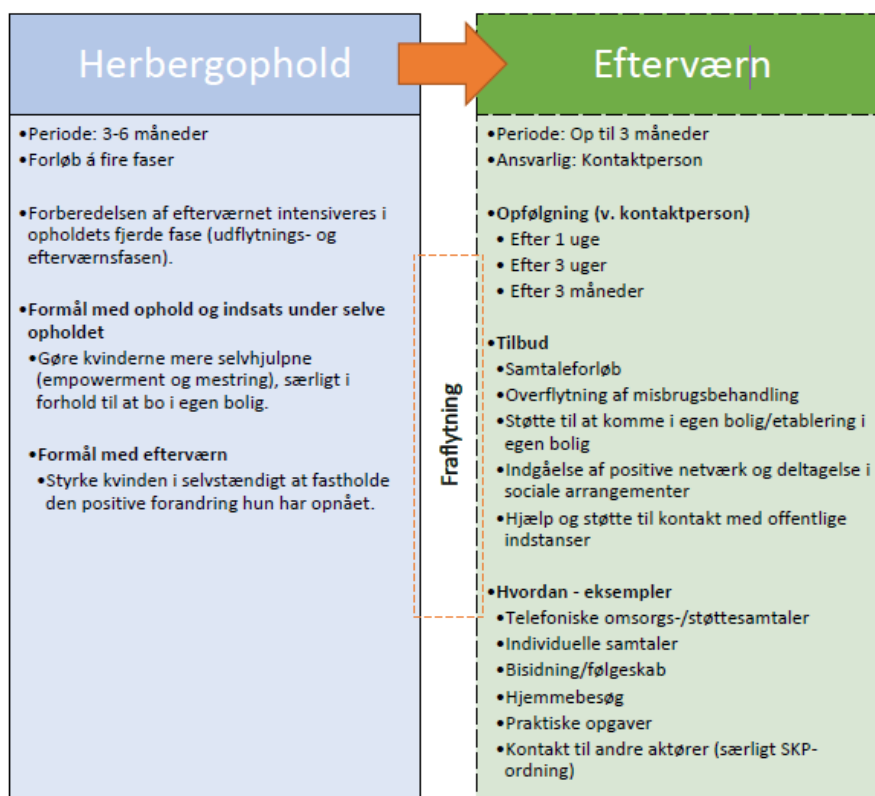 Herbergophold
•Periode: 3-6 måneder
•Forløb á fire faser
•Forberedelsen af efterværnet intensiveres i
opholdets fjerde fase (udflytnings- og
efterværnsfasen).
•Formål med ophold og indsats under selve
opholdet
•Gøre kvinderne mere selvhjulpne
(empowerment og mestring), særligt i
forhold til at bo i egen bolig.
•Formål med efterværn
•Styrke kvinden i selvstændigt at fastholde
den positive forandring hun har opnået.
Fraflytning
Efterværn
•Periode: Op til 3 måneder
•Ansvarlig: Kontaktperson
•Opfølgning (v. kontaktperson)
• Efter 1 uge
• Efter 3 uger
• Efter 3 måneder
•Tilbud
•Samtaleforløb
•Overflytning af misbrugsbehandling
•Støtte til at komme i egen bolig/etablering i
egen bolig
•Indgåelse af positive netværk og deltagelse i
sociale arrangementer
•Hjælp og støtte til kontakt med offentlige
indstanser
•Hvordan - eksempler
•Telefoniske omsorgs-/støttesamtaler
•Individuelle samtaler
•Bisidning/følgeskab
•Hjemmebesøg
•Praktiske opgaver
•Kontakt til andre aktører (særligt SKP-
ordning)